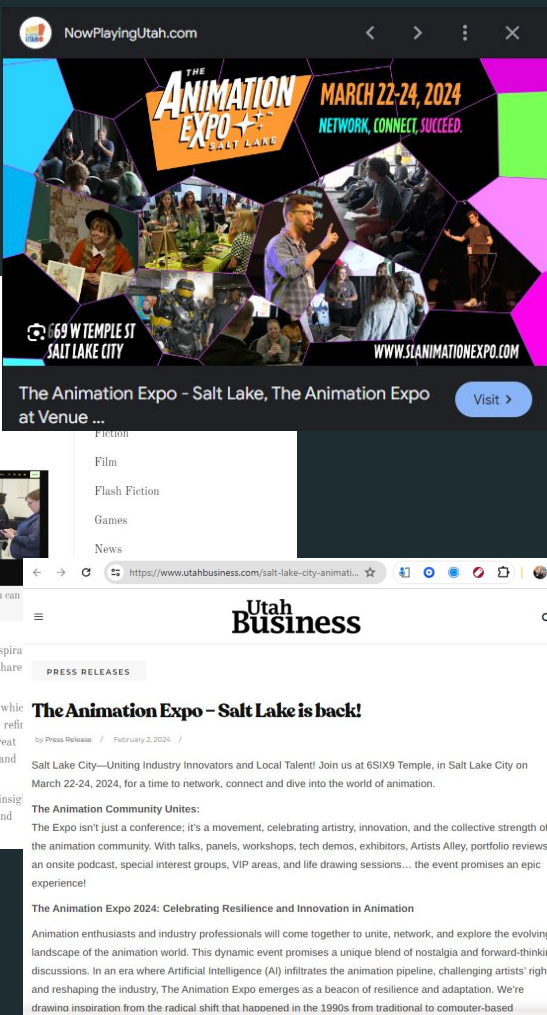 NowPlayingUtah.com
THE
ANIMATION
EXPO
SALT LAKE
MARCH 22-24, 2024
NETWORK, CONNECT, SUCCEED.
669 W TEMPLE ST
SALT LAKE CITY
WWW.SLANIMATIONEXPO.COM
The Animation Expo - Salt Lake, The Animation Expo
at Venue ...
Visit
Fiction
Film
Flash Fiction
Games
News
can
hare
and
https://www.utahbusiness.com/salt-lake-city-animati...
Utah
Business
PRESS RELEASES
The Animation Expo – Salt Lake is back!
by Press Release / February 2, 2024 /
Salt Lake City—Uniting Industry Innovators and Local Talent! Join us at 6SIX9 Temple, in Salt Lake City on
March 22-24, 2024, for a time to network, connect and dive into the world of animation.
The Animation Community Unites:
The Expo isn't just a conference; it's a movement, celebrating artistry, innovation, and the collective strength of
the animation community. With talks, panels, workshops, tech demos, exhibitors, Artists Alley, portfolio reviews,
an onsite podcast, special interest groups, VIP areas, and life drawing sessions… the event promises an epic
experience!
The Animation Expo 2024: Celebrating Resilience and Innovation in Animation
Animation enthusiasts and industry professionals will come together to unite, network, and explore the evolving
landscape of the animation world. This dynamic event promises a unique blend of nostalgia and forward-thinkin
discussions. In an era where Artificial Intelligence (AI) infiltrates the animation pipeline, challenging artists' righ
and reshaping the industry, The Animation Expo emerges as a beacon of resilience and adaptation. We're
drawing inspiration from the radical shift that happened in the 1990s from traditional to computer-based